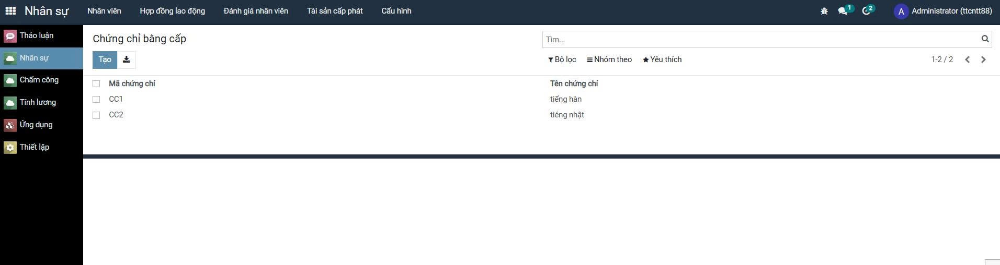 Nhân sự Nhân viên Hợp đồng lao động Đánh giá nhân viên Tài sản cấp phát Cấu hình 1 2 A Administrator (ttcntt88)
Thảo luận
Nhân sự
Chấm công
Tính lương
Ứng dụng
Thiết lập
Chứng chỉ bằng cấp
Tìm...
Tạo
Bộ lọc Nhóm theo Yêu thích 1-2 / 2
Mã chứng chỉ Tên chứng chỉ
CC1 tiếng hàn
CC2 tiéng nhật